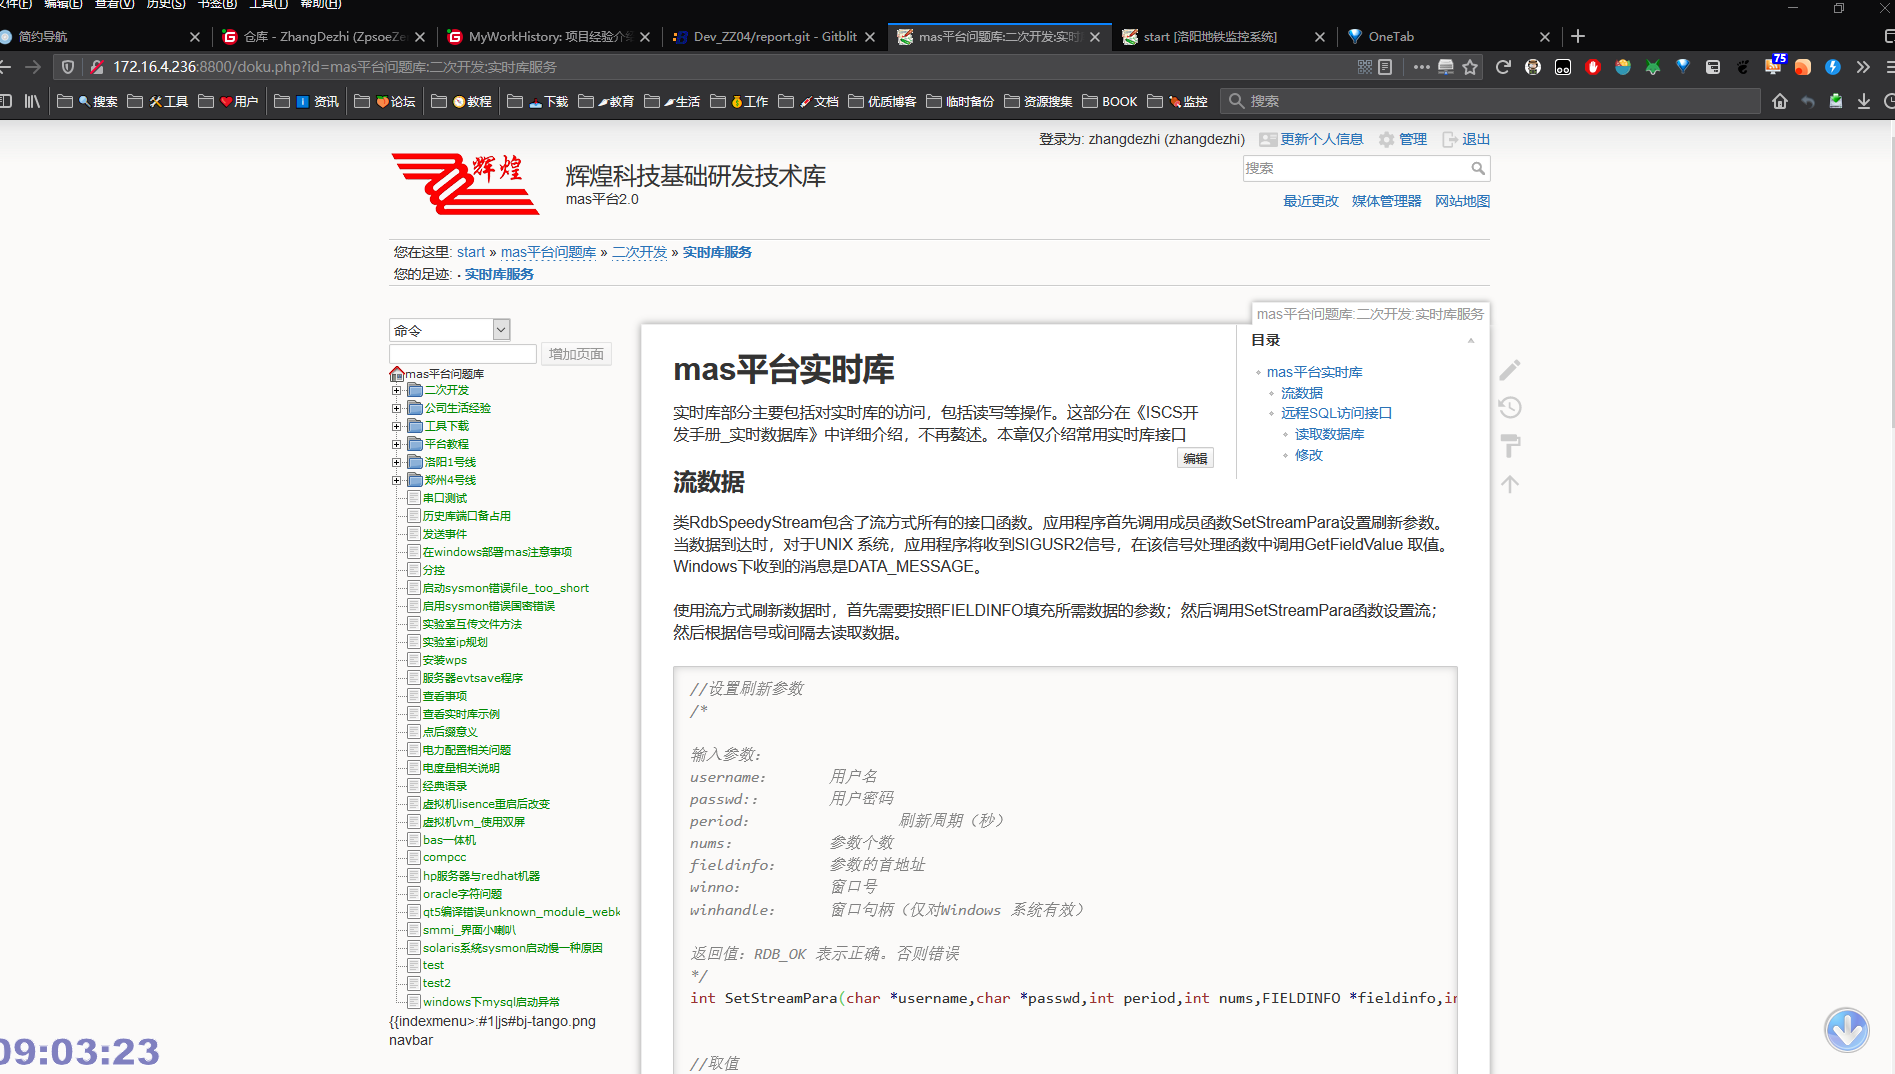 文件(F) 编辑(E) 查看(V) 历史(S) 书签(B) 工具(T) 帮助(H)
简约导航
仓库 - ZhangDezhi (ZpsoeZe
MyWorkHistory: 项目经验介绍
Dev_ZZ04/report.git - Gitblit
mas平台问题库:二次开发:实时
start [洛阳地铁监控系统]
OneTab
172.16.4.236:8800/doku.php?id=mas平台问题库:二次开发:实时库服务
75
搜索 工具 用户 资讯 论坛 教程 下载 教育 生活 工作 文档 优质博客 临时备份 资源搜集 BOOK 监控 搜索
登录为: zhangdezhi (zhangdezhi) 更新个人信息 管理 退出
辉煌
辉煌科技基础研发技术库
mas平台2.0
搜索
最近更改 媒体管理器 网站地图
您在这里: start » mas平台问题库 » 二次开发 » 实时库服务
您的足迹: · 实时库服务
命令
增加页面
mas平台问题库
二次开发
公司生活经验
工具下载
平台教程
洛阳1号线
郑州4号线
串口测试
历史库端口备占用
发送事件
在windows部署mas注意事项
分控
启动sysmon错误file_too_short
启用sysmon错误国密错误
实验室互传文件方法
实验室ip规划
安装wps
服务器evtsave程序
查看事项
查看实时库示例
点后缀意义
电力配置相关问题
电度量相关说明
经典语录
虚拟机lisence重启后改变
虚拟机vm_使用双屏
bas一体机
compcc
hp服务器与redhat机器
oracle字符问题
qt5编译错误unknown_module_webk
smmi_界面小喇叭
solaris系统sysmon启动慢一种原因
test
test2
windows下mysql启动异常
{{indexmenu>:#1|js#bj-tango.png
navbar
09:03:23
mas平台问题库:二次开发:实时库服务
目录
mas平台实时库
流数据
远程SQL访问接口
读取数据库
修改
mas平台实时库
实时库部分主要包括对实时库的访问，包括读写等操作。这部分在《ISCS开
发手册_实时数据库》中详细介绍，不再赘述。本章仅介绍常用实时库接口
编辑
流数据
类RdbSpeedyStream包含了流方式所有的接口函数。应用程序首先调用成员函数SetStreamPara设置刷新参数。
当数据到达时，对于UNIX 系统，应用程序将收到SIGUSR2信号，在该信号处理函数中调用GetFieldValue 取值。
Windows下收到的消息是DATA_MESSAGE。
使用流方式刷新数据时，首先需要按照FIELDINFO填充所需数据的参数；然后调用SetStreamPara函数设置流；
然后根据信号或间隔去读取数据。
//设置刷新参数
/*
输入参数：
username: 用户名
passwd:: 用户密码
period: 刷新周期（秒）
nums: 参数个数
fieldinfo: 参数的首地址
winno: 窗口号
winhandle: 窗口句柄（仅对Windows 系统有效）
返回值：RDB_OK 表示正确。否则错误
*/
int SetStreamPara(char *username,char *passwd,int period,int nums,FIELDINFO *fieldinfo,in
//取值